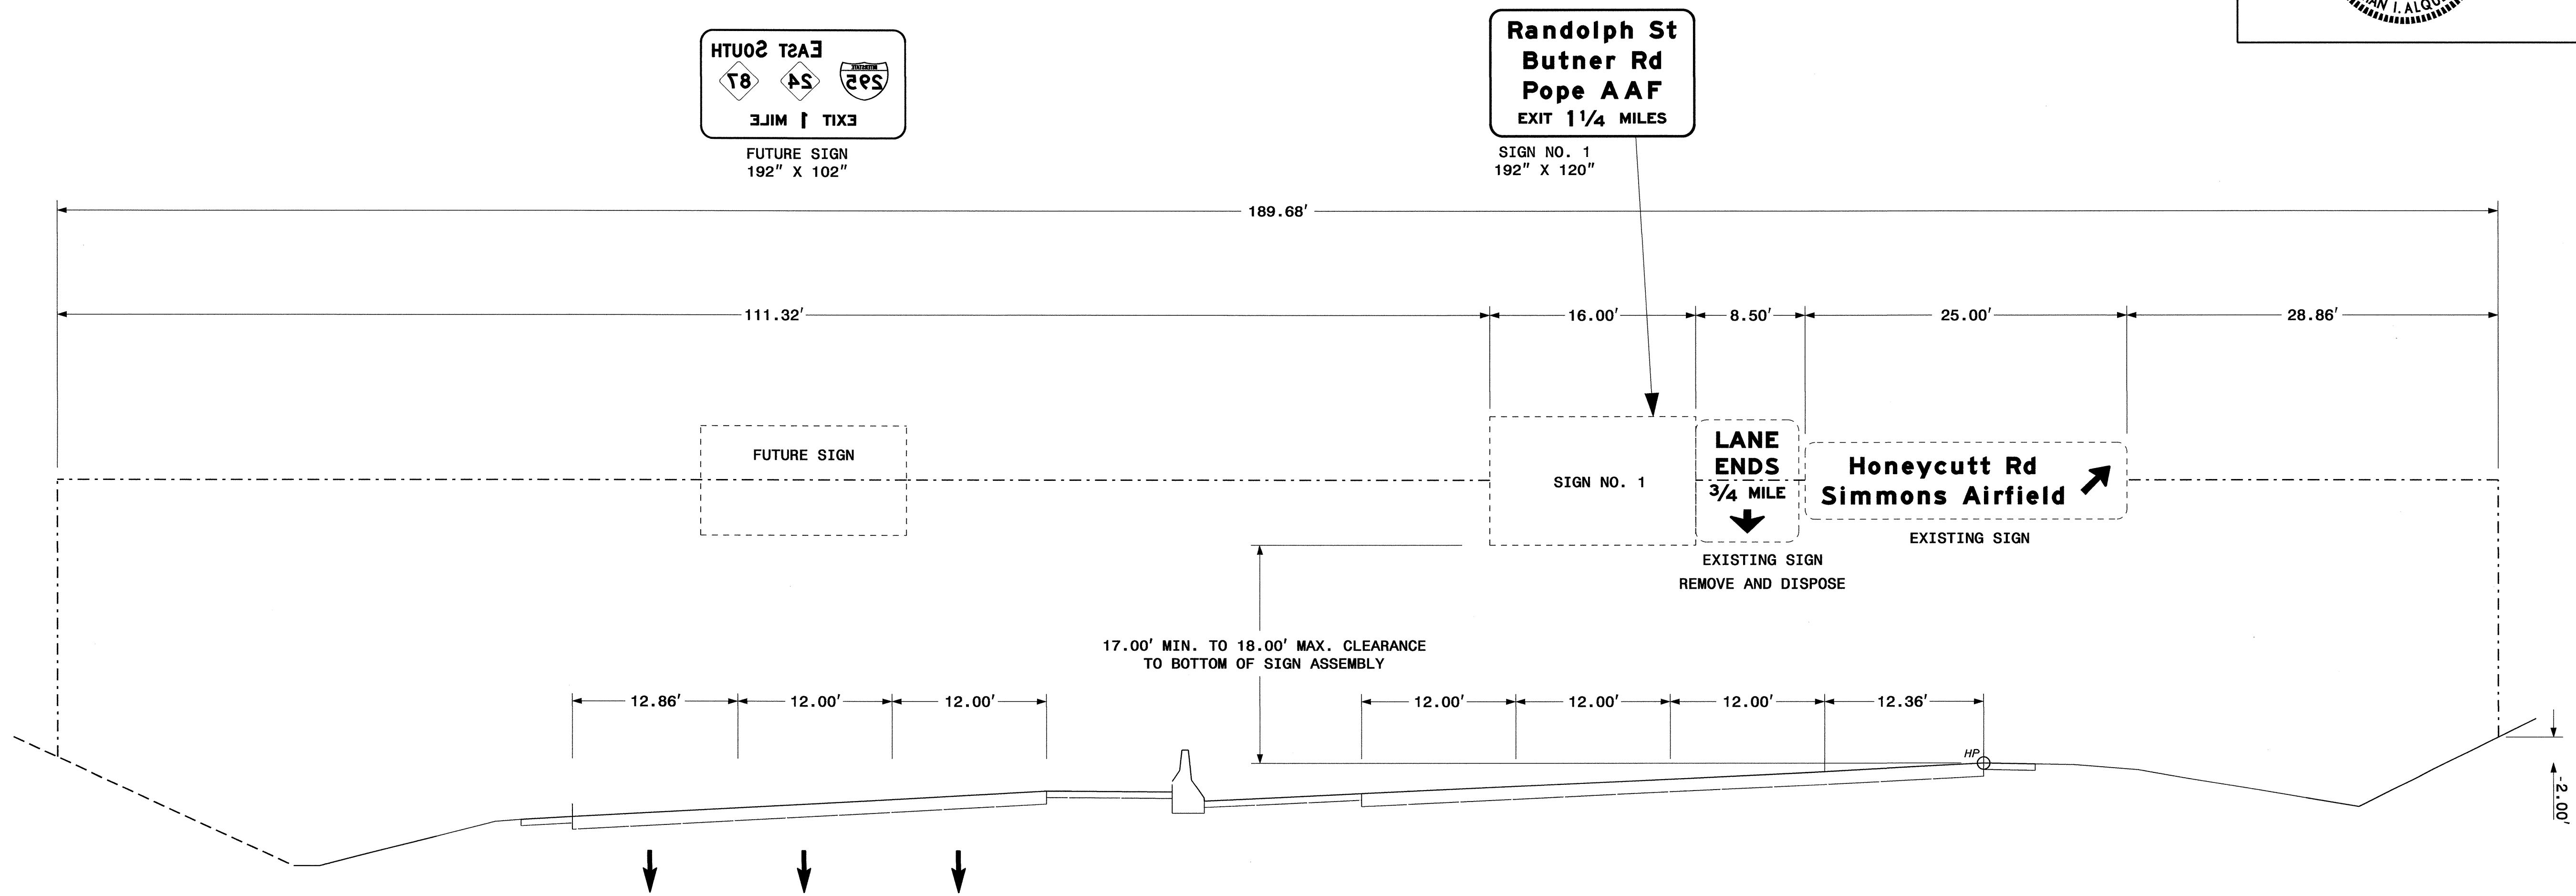 MAN I. ALQU
EAST SOUTH
INTERSTATE
295 24 87
EXIT 1 MILE
FUTURE SIGN
192" X 102"
Randolph St
Butner Rd
Pope AAF
EXIT 1 1/4 MILES
SIGN NO. 1
192" X 120"
189.68'
111.32'
16.00'
8.50'
25.00'
28.86'
FUTURE SIGN
SIGN NO. 1
LANE
ENDS
3/4 MILE
EXISTING SIGN
REMOVE AND DISPOSE
Honeycutt Rd
Simmons Airfield
EXISTING SIGN
17.00' MIN. TO 18.00' MAX. CLEARANCE
TO BOTTOM OF SIGN ASSEMBLY
12.86'
12.00'
12.00'
12.00'
12.00'
12.00'
12.36'
HP
-2.00'